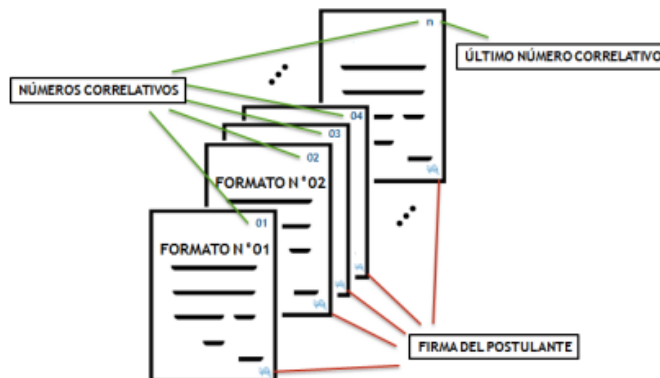 n
ÚLTIMO NÚMERO CORRELATIVO
NÚMEROS CORRELATIVOS
04
03
02
FORMATO N°02
01
FORMATO N°01
FIRMA DEL POSTULANTE